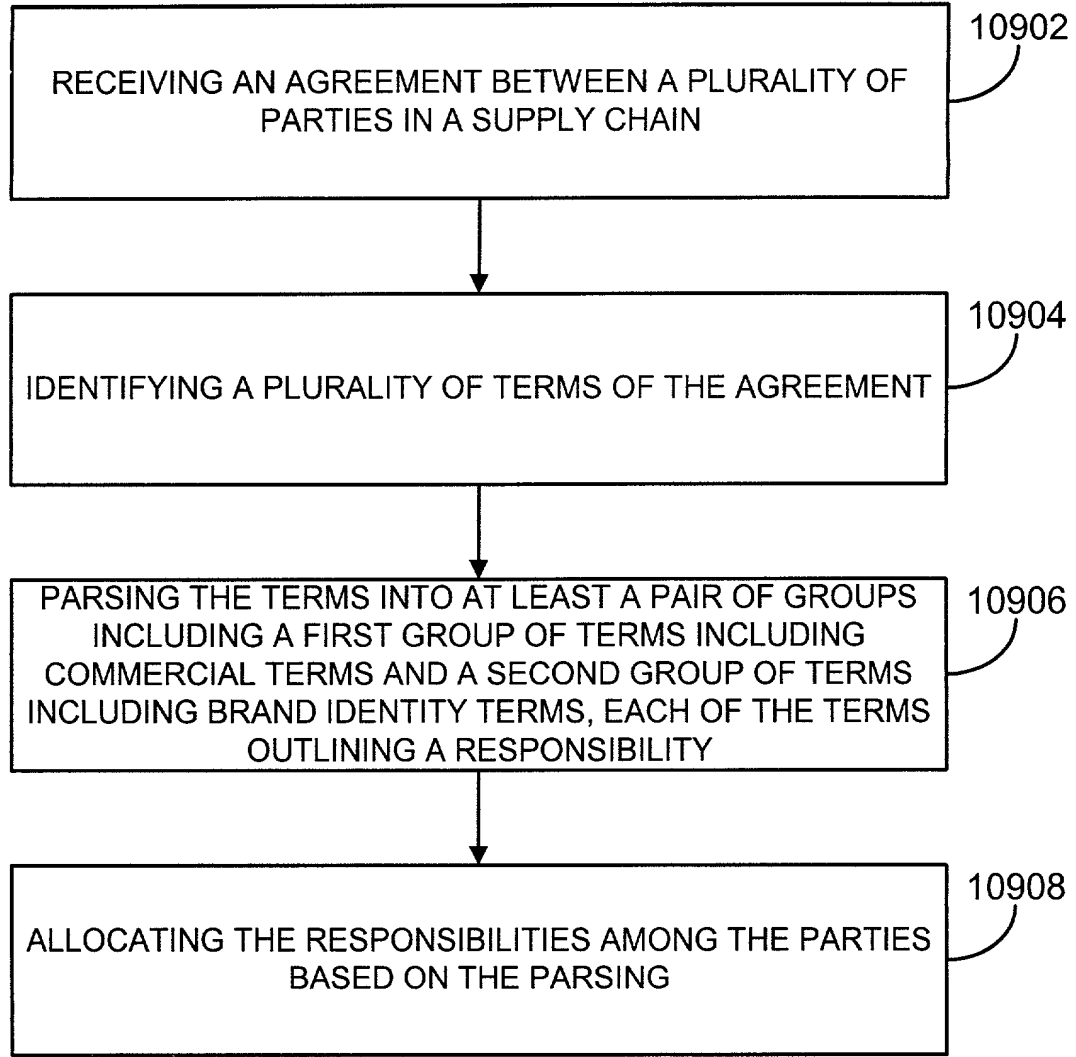 10902
RECEIVING AN AGREEMENT BETWEEN A PLURALITY OF
PARTIES IN A SUPPLY CHAIN
10904
IDENTIFYING A PLURALITY OF TERMS OF THE AGREEMENT
10906
PARSING THE TERMS INTO AT LEAST A PAIR OF GROUPS
INCLUDING A FIRST GROUP OF TERMS INCLUDING
COMMERCIAL TERMS AND A SECOND GROUP OF TERMS
INCLUDING BRAND IDENTITY TERMS, EACH OF THE TERMS
OUTLINING A RESPONSIBILITY
10908
ALLOCATING THE RESPONSIBILITIES AMONG THE PARTIES
BASED ON THE PARSING